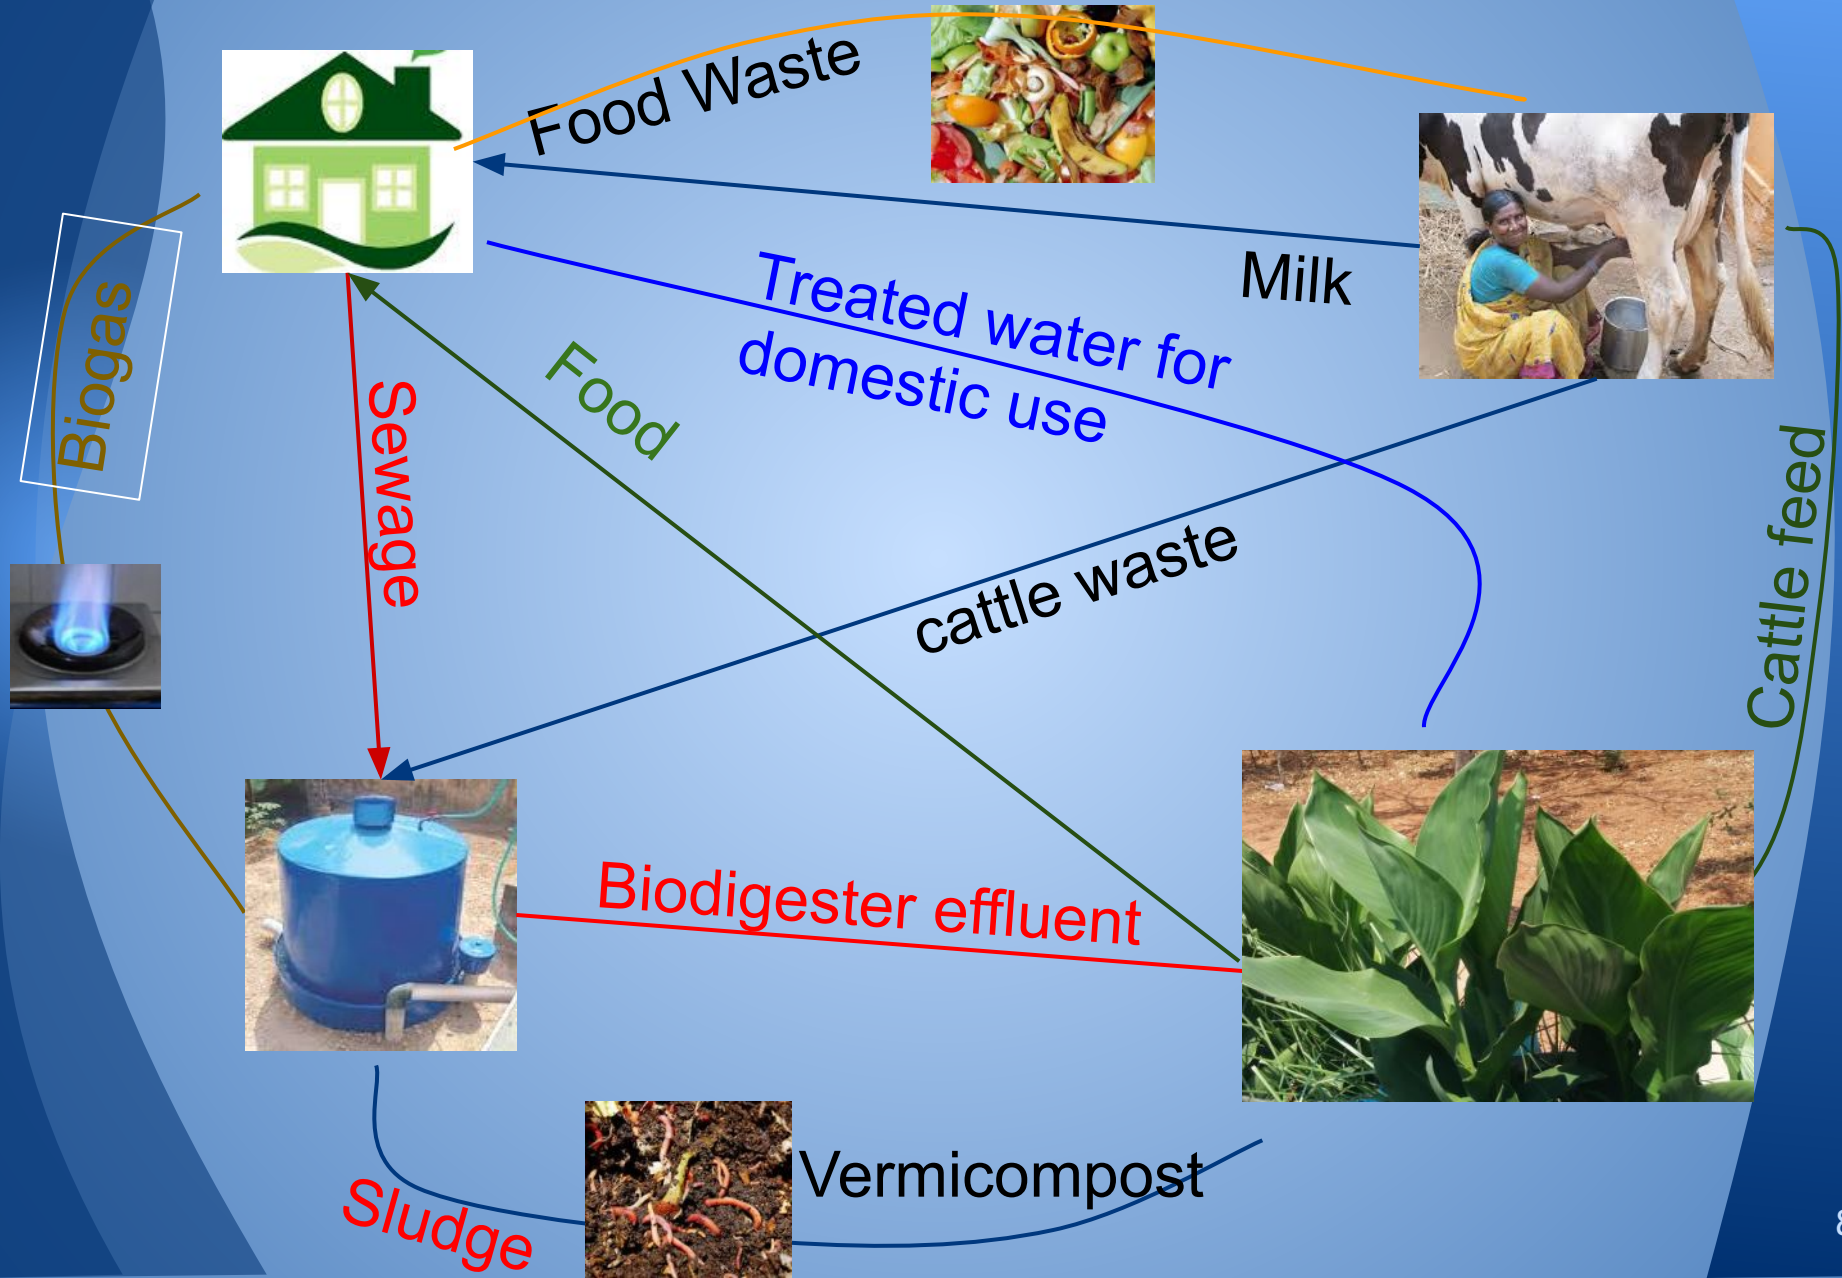 Food Waste
Milk
Treated water for
domestic use
Biogas
Food
Sewage
cattle waste
Cattle feed
Biodigester effluent
Vermicompost
Sludge